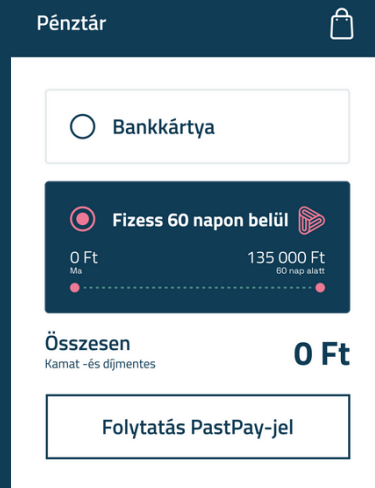 Pénztár
Bankkártya
Fizess 60 napon belül
0 Ft 135 000 Ft
Ma 60 nap alatt
Összesen
Kamat -és díjmentes
0 Ft
Folytatás PastPay-jel